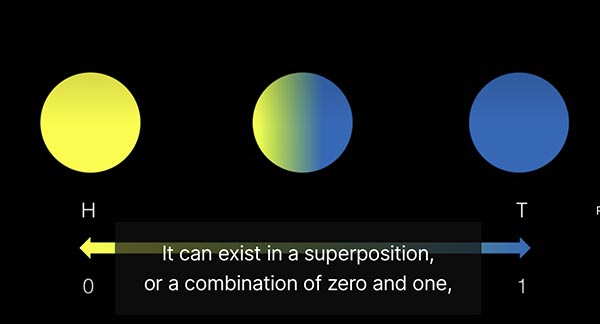 H T
It can exist in a superposition,
or a combination of zero and one,
0 1